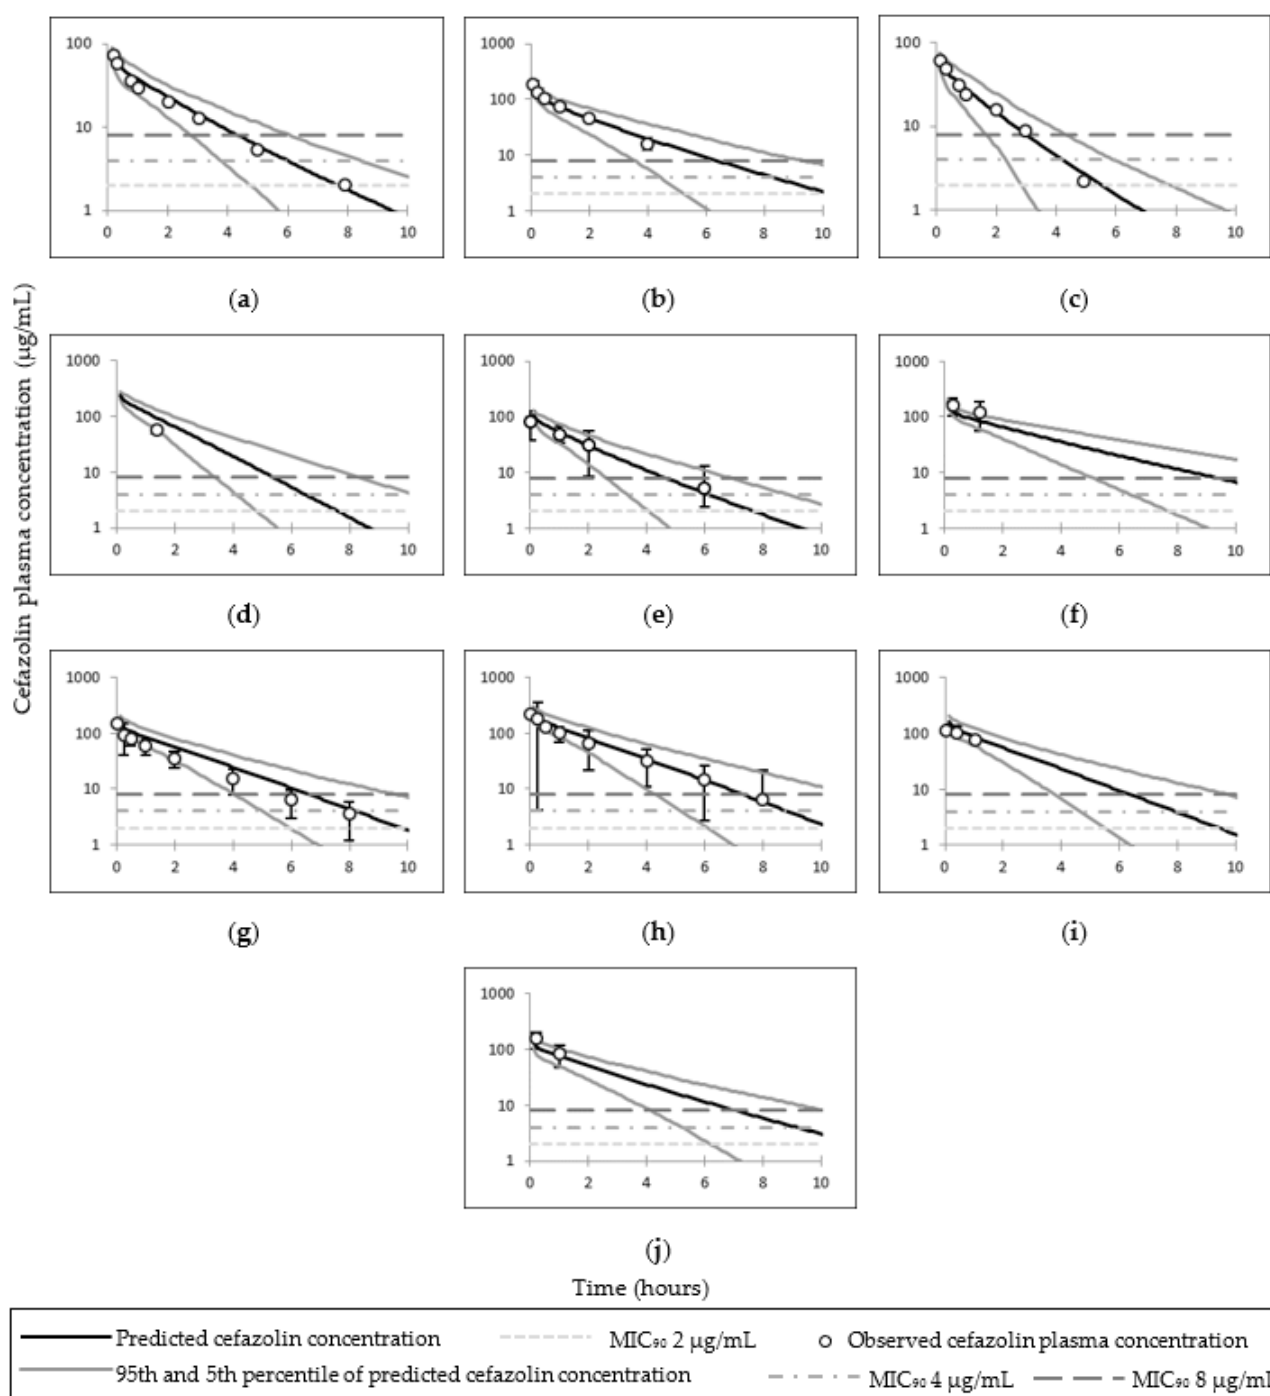 100
10
1
0 2 4 6 8 10
(a)
1000
100
10
1
0 2 4 6 8 10
(b)
100
10
1
0 2 4 6 8 10
(c)
Cefazolin plasma concentration (µg/mL)
1000
100
10
1
0 2 4 6 8 10
(d)
1000
100
10
1
0 2 4 6 8 10
(e)
1000
100
10
1
0 2 4 6 8 10
(f)
1000
100
10
1
0 2 4 6 8 10
(g)
1000
100
10
1
0 2 4 6 8 10
(h)
1000
100
10
1
0 2 4 6 8 10
(i)
1000
100
10
1
0 2 4 6 8 10
(j)
Time (hours)
Predicted cefazolin concentration
MIC₉₀ 2 µg/mL
Observed cefazolin plasma concentration
95th and 5th percentile of predicted cefazolin concentration
MIC₉₀ 4 µg/mL
MIC₉₀ 8 µg/ml